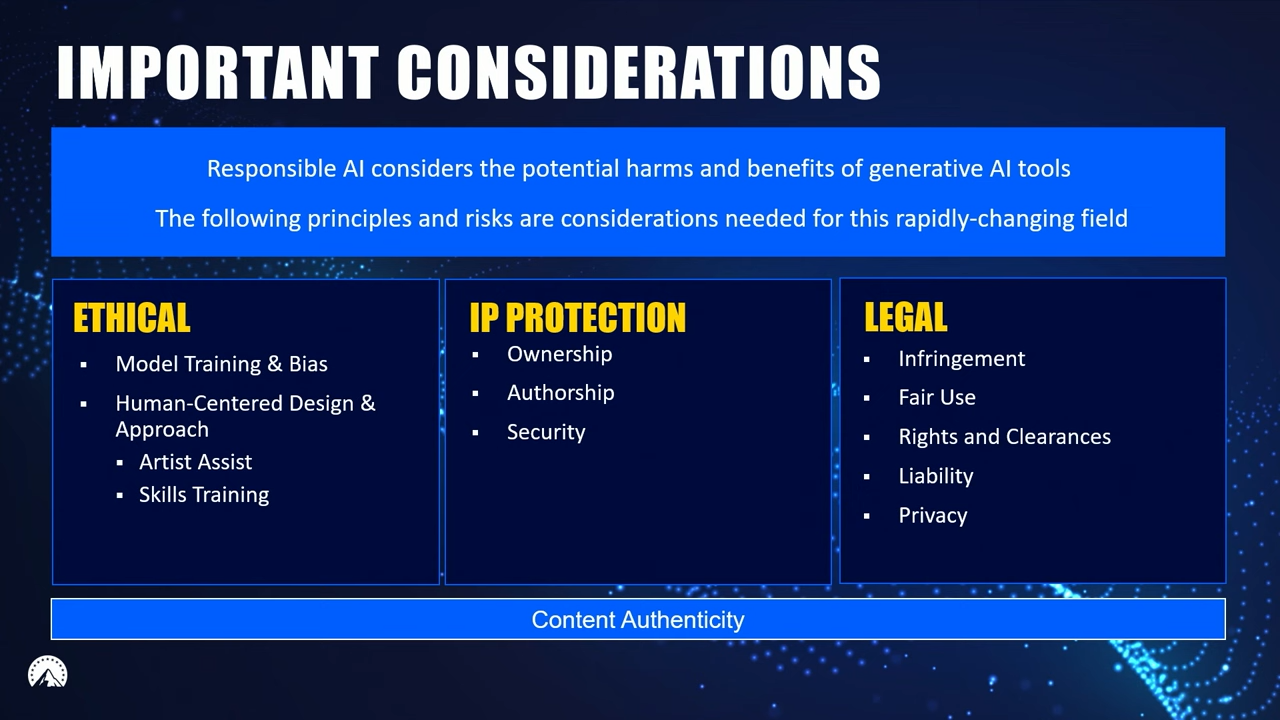 IMPORTANT CONSIDERATIONS
Responsible AI considers the potential harms and benefits of generative AI tools
The following principles and risks are considerations needed for this rapidly-changing field
ETHICAL
▪ Model Training & Bias
▪ Human-Centered Design &
Approach
▪ Artist Assist
▪ Skills Training
IP PROTECTION
▪ Ownership
▪ Authorship
▪ Security
LEGAL
▪ Infringement
▪ Fair Use
▪ Rights and Clearances
▪ Liability
▪ Privacy
Content Authenticity